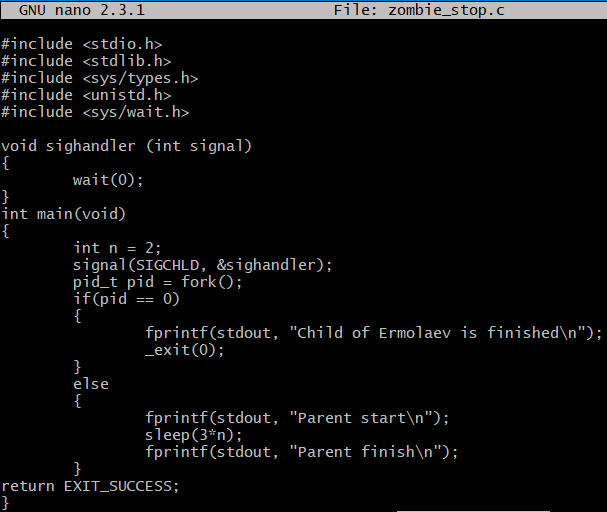 GNU nano 2.3.1 File: zombie_stop.c
#include <stdio.h>
#include <stdlib.h>
#include <sys/types.h>
#include <unistd.h>
#include <sys/wait.h>
void sighandler (int signal)
{
wait(0);
}
int main(void)
{
int n = 2;
signal(SIGCHLD, &sighandler);
pid_t pid = fork();
if(pid == 0)
{
fprintf(stdout, "Child of Ermolaev is finished\n");
_exit(0);
}
else
{
fprintf(stdout, "Parent start\n");
sleep(3*n);
fprintf(stdout, "Parent finish\n");
}
return EXIT_SUCCESS;
}